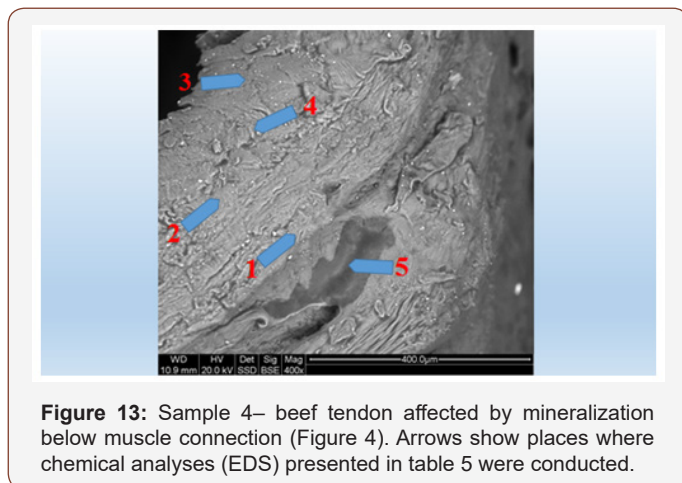 3
4
2
1
5
WD HV Det Sig Mag 400.0µm
10.9 mm 20.0 kV SSD BSE 400x
Figure 13: Sample 4– beef tendon affected by mineralization
below muscle connection (Figure 4). Arrows show places where
chemical analyses (EDS) presented in table 5 were conducted.